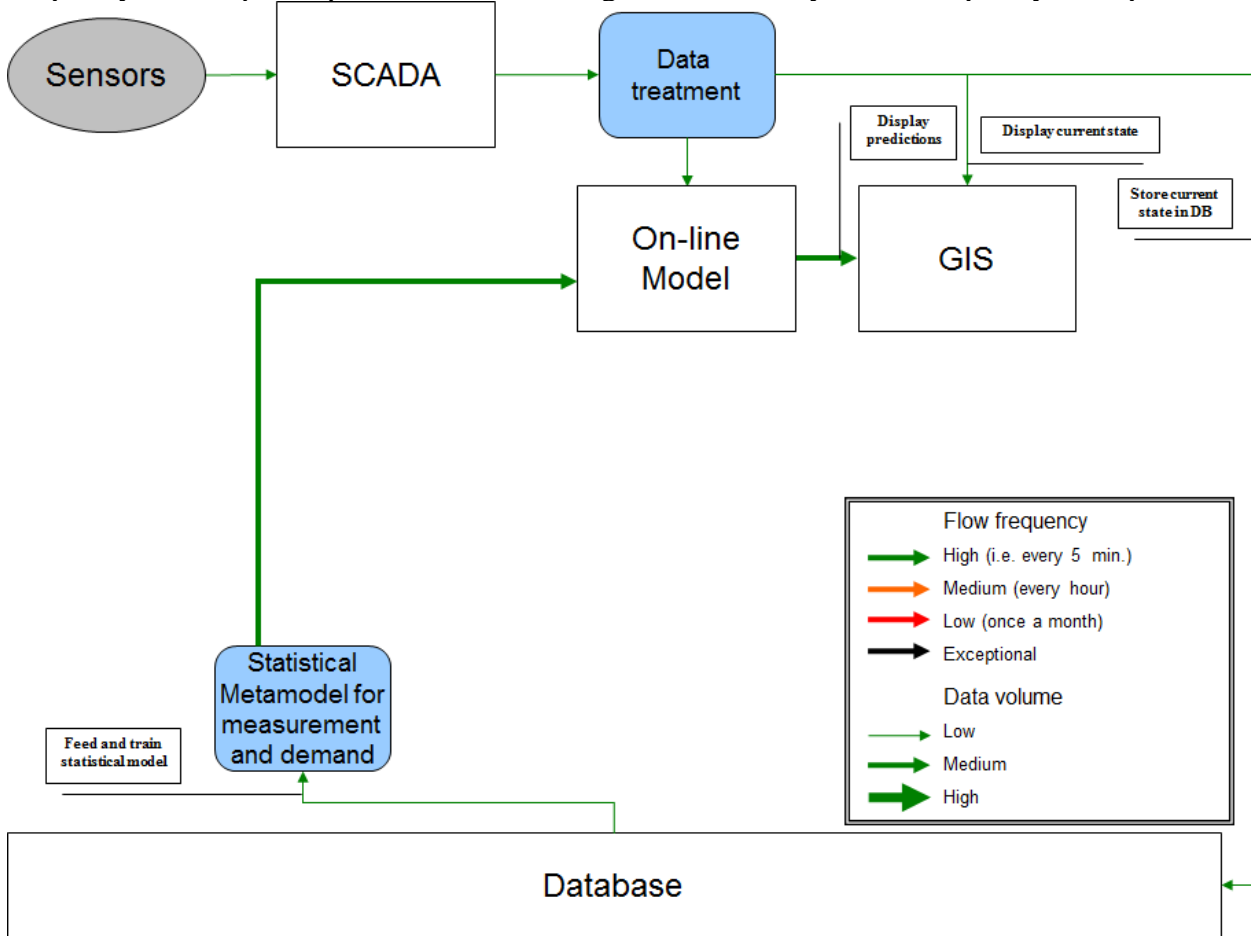 Sensors
SCADA
Data
treatment
Display
predictions
Display current state
Store current
state in DB
On-line
Model
GIS
Flow frequency
High (i.e. every 5 min.)
Medium (every hour)
Low (once a month)
Exceptional
Data volume
Low
Medium
High
Statistical
Metamodel for
measurement
and demand
Feed and train
statistical model
Database